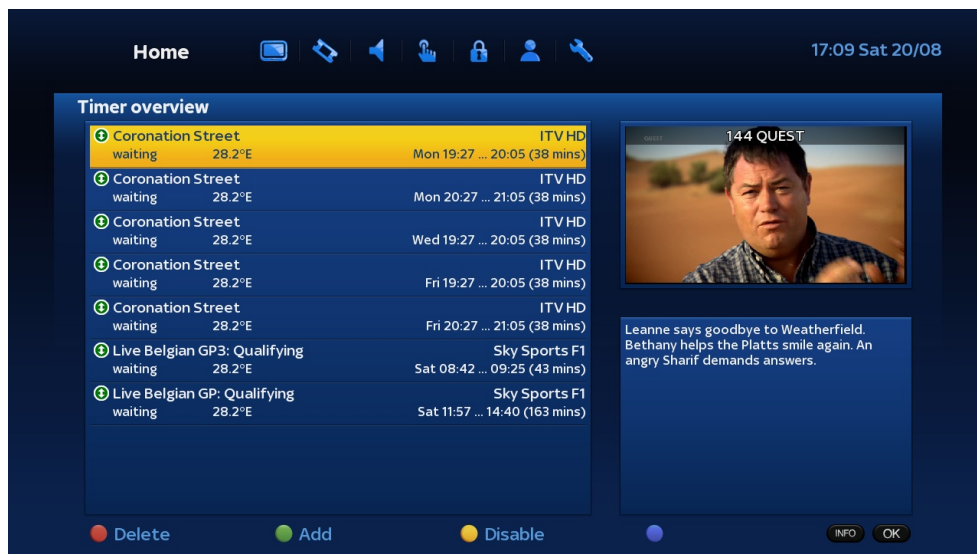 Home
17:09 Sat 20/08
Timer overview
Coronation Street ITV HD
waiting 28.2°E Mon 19:27 ... 20:05 (38 mins)
Coronation Street ITV HD
waiting 28.2°E Mon 20:27 ... 21:05 (38 mins)
Coronation Street ITV HD
waiting 28.2°E Wed 19:27 ... 20:05 (38 mins)
Coronation Street ITV HD
waiting 28.2°E Fri 19:27 ... 20:05 (38 mins)
Coronation Street ITV HD
waiting 28.2°E Fri 20:27 ... 21:05 (38 mins)
Live Belgian GP3: Qualifying Sky Sports F1
waiting 28.2°E Sat 08:42 ... 09:25 (43 mins)
Live Belgian GP: Qualifying Sky Sports F1
waiting 28.2°E Sat 11:57 ... 14:40 (163 mins)
144 QUEST
Leanne says goodbye to Weatherfield.
Bethany helps the Platts smile again. An
angry Sharif demands answers.
Delete
Add
Disable
INFO
OK